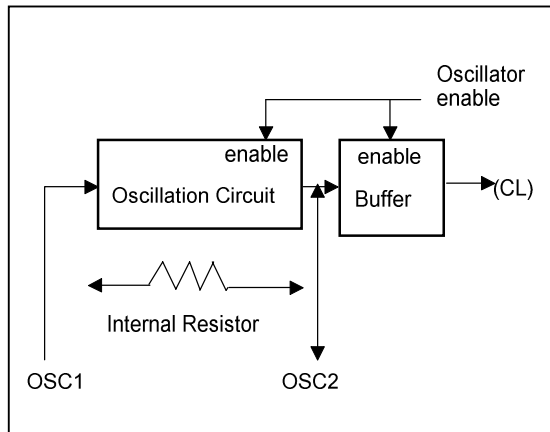 Oscillator
enable
enable
enable
Oscillation Circuit
Buffer
(CL)
Internal Resistor
OSC1
OSC2